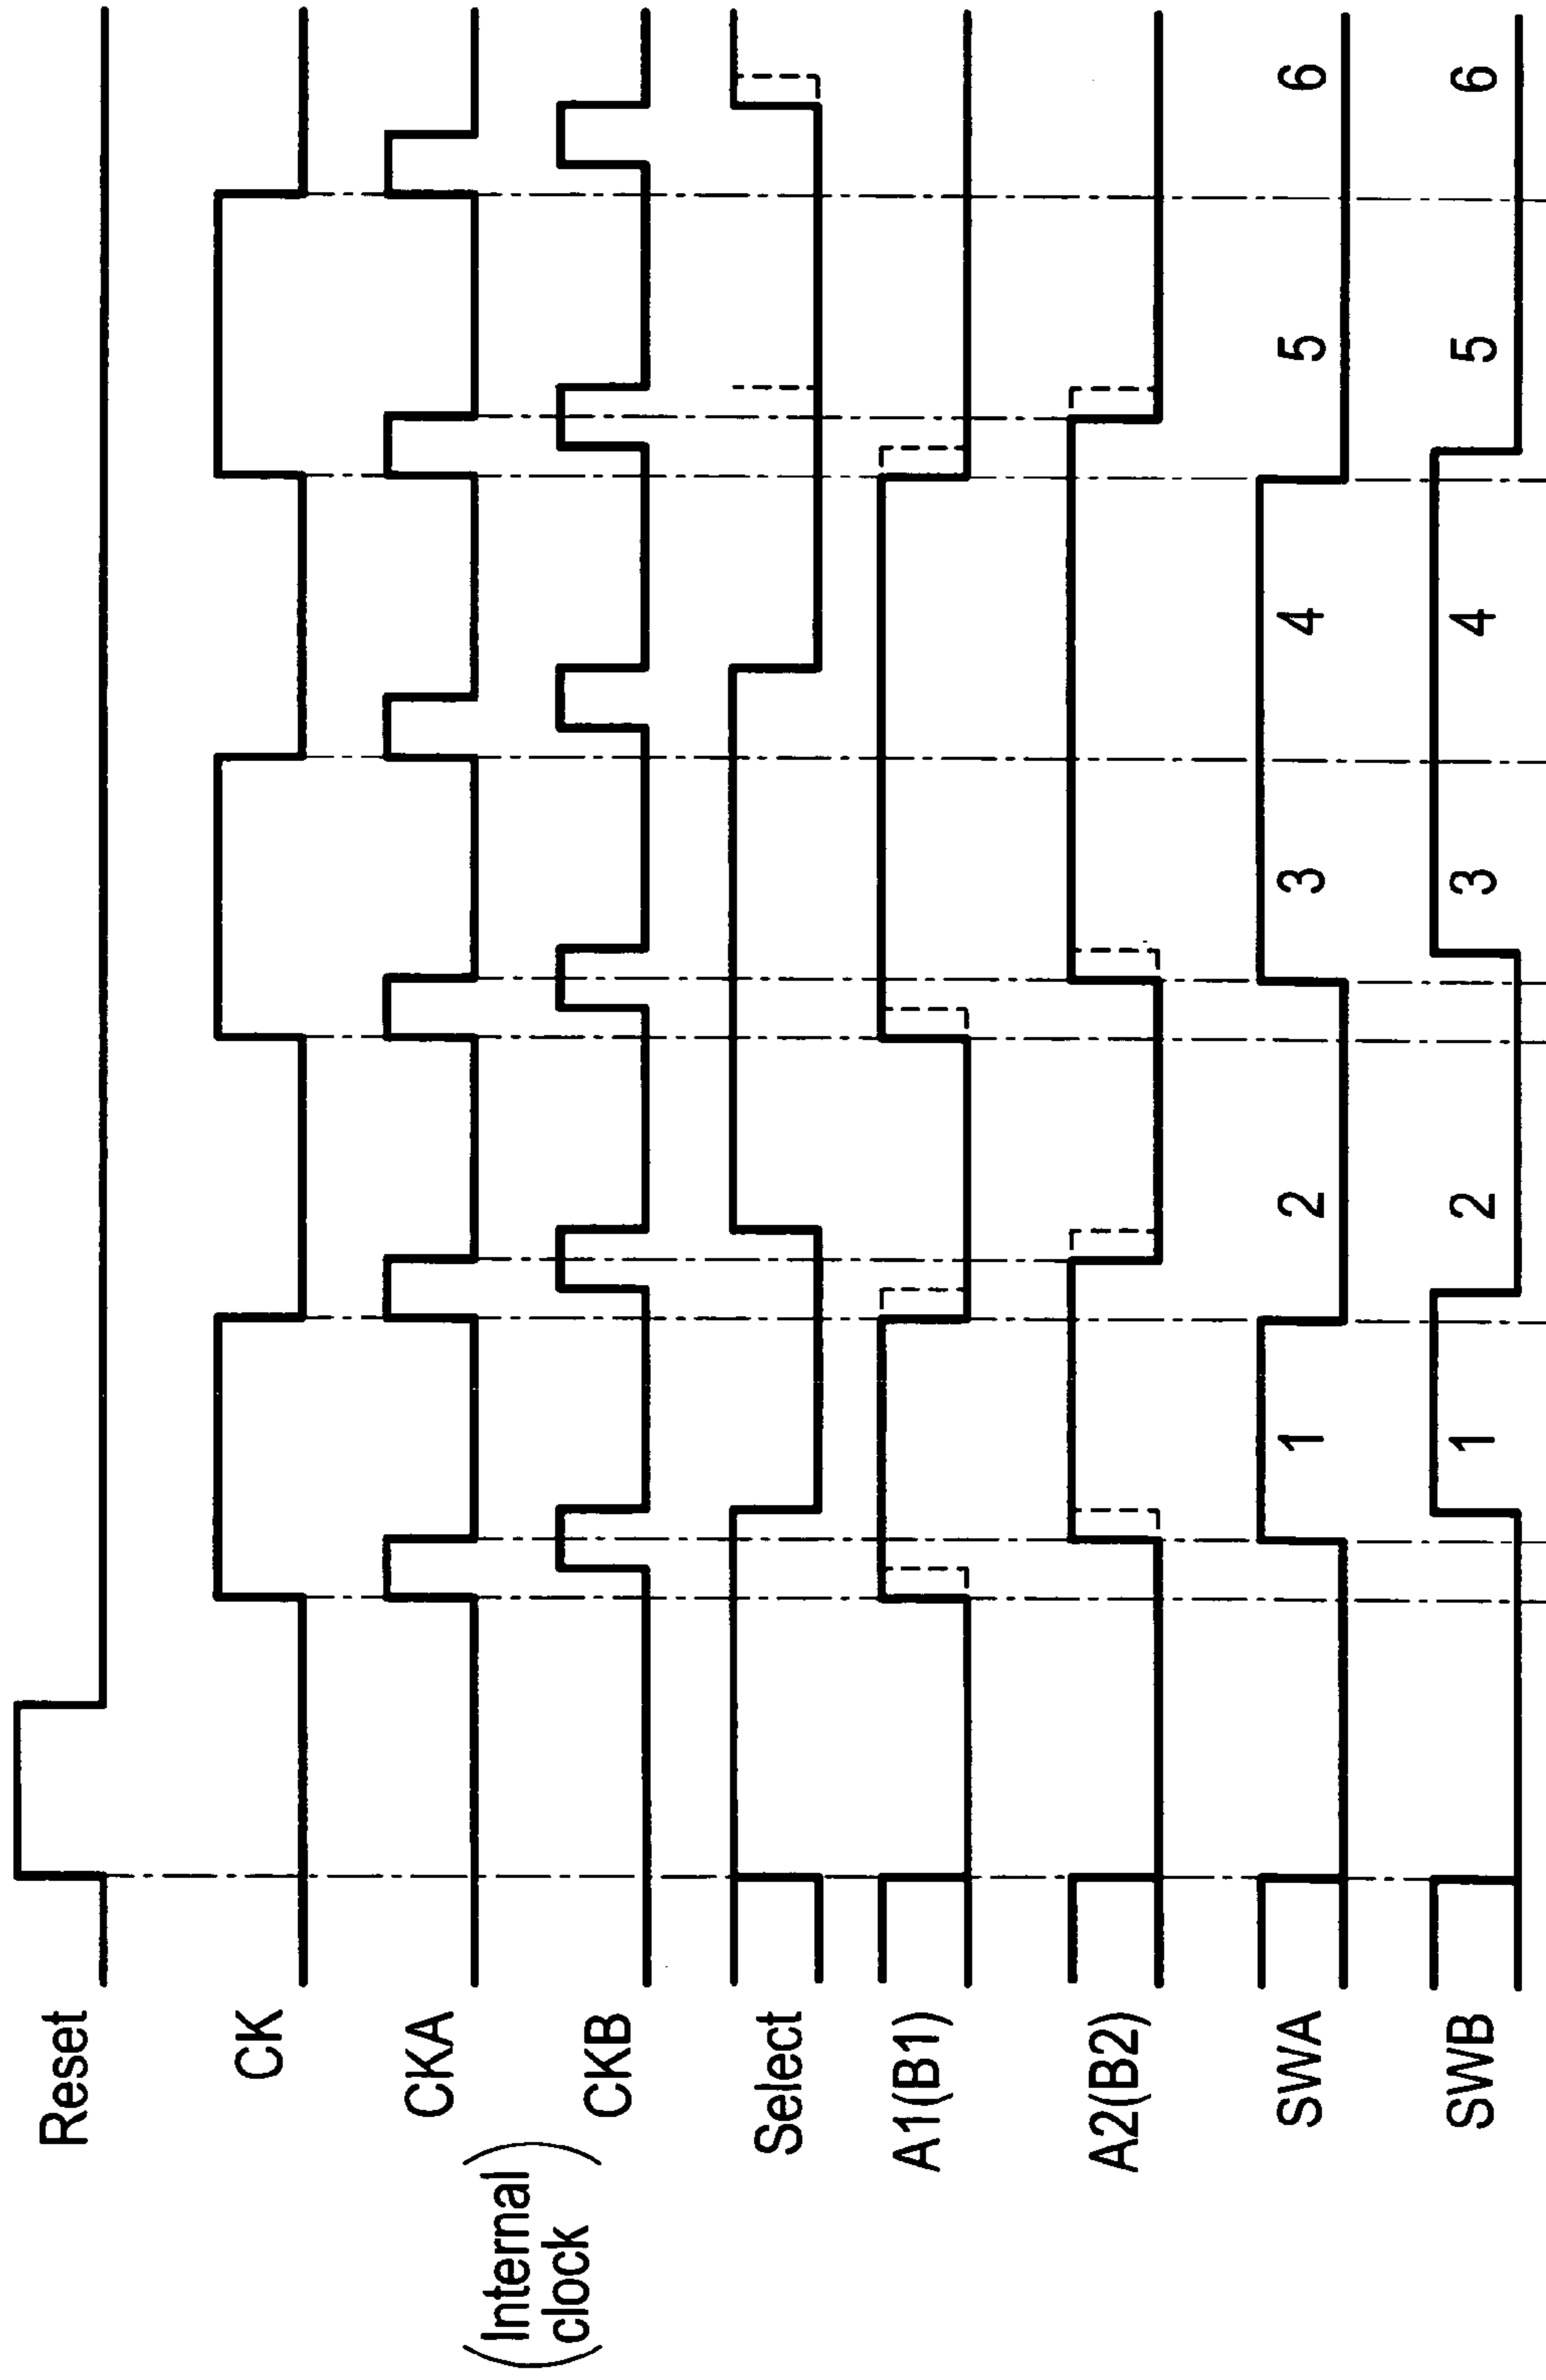 Reset
CK
CKA
(Internal
clock)
CKB
Select
A1(B1)
A2(B2)
SWA 1 2 3 4 5 6
SWB 1 2 3 4 5 6